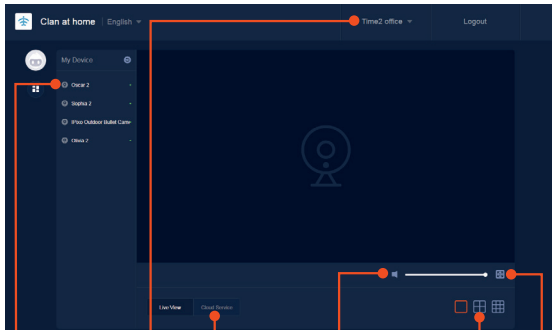 Clan at home | English
Time2 office
Logout
My Device
Oscar 2
Sophia 2
IPixo Outdoor Bullet Came
Olivia 2
Live View
Cloud Service